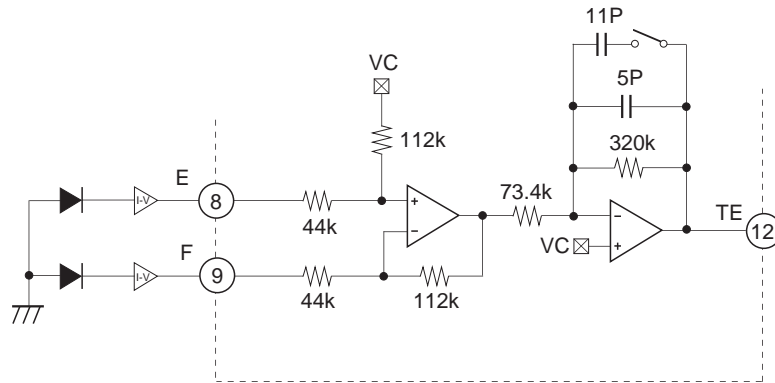 11P
5P
VC
112k
320k
E
I-V
8
44k
+
−
73.4k
−
+
VC
TE
12
F
I-V
9
44k
112k